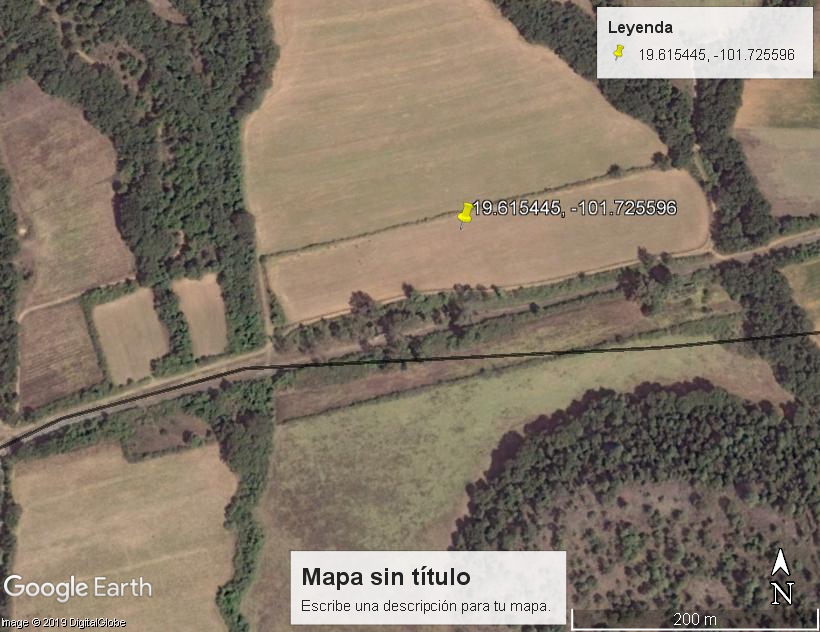 Leyenda
19.615445, -101.725596
19.615445, -101.725596
Mapa sin título
Escribe una descripción para tu mapa.
Google Earth
N
Image © 2019 DigitalGlobe
200 m